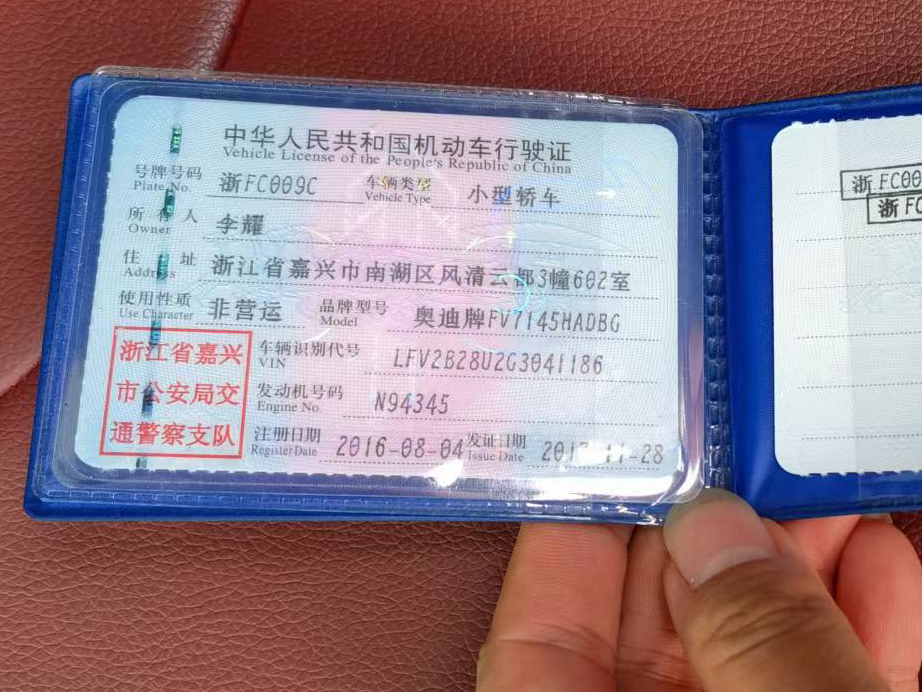 中华人民共和国机动车行驶证
Vehicle License of the People's Republic of China
号牌号码 浙FC009C 车辆类型 小型轿车
Plate No. Vehicle Type
所有人 李耀
Owner
住址 浙江省嘉兴市南湖区风清云都3幢602室
Address
使用性质 非营运 品牌型号 奥迪牌FV7145HADBG
Use Character Model
浙江省嘉兴
市公安局交
通警察支队
车辆识别代号 LFV2B28U2G3041186
VIN
发动机号码 N94345
Engine No.
注册日期 2016-08-04 发证日期 2017-11-28
Register Date Issue Date
浙FC00
浙F